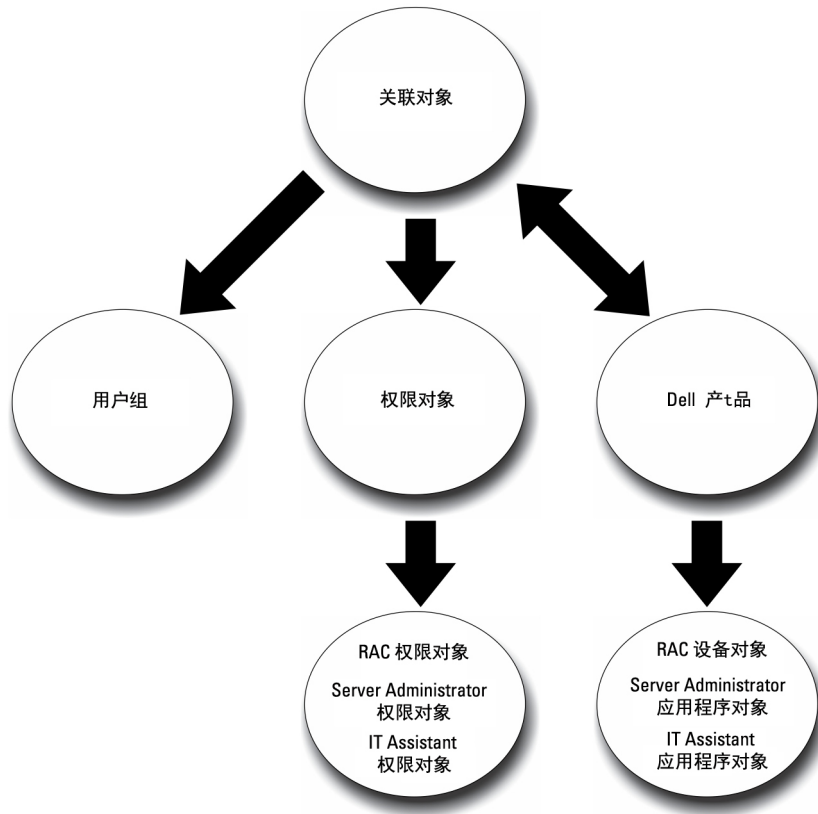 关联对象
用户组
权限对象
Dell 产t品
RAC 权限对象
Server Administrator
权限对象
IT Assistant
权限对象
RAC 设备对象
Server Administrator
应用程序对象
IT Assistant
应用程序对象